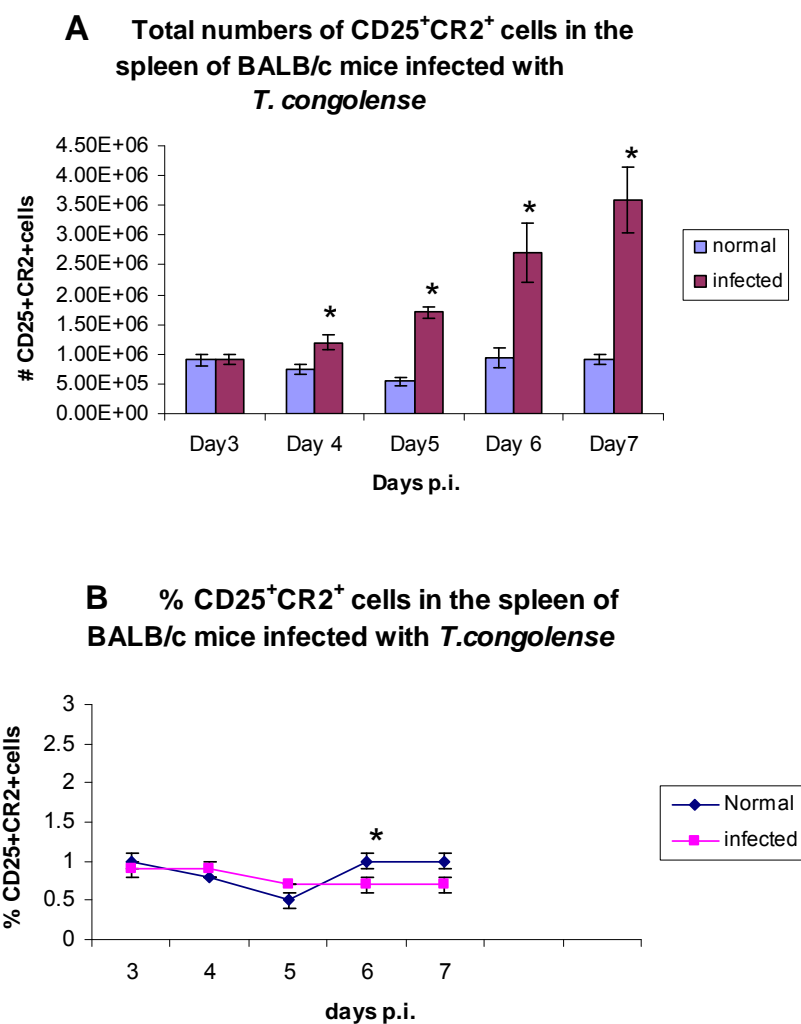 A Total numbers of CD25⁺CR2⁺ cells in the
spleen of BALB/c mice infected with
T. congolense
4.50E+06
4.00E+06
3.50E+06
3.00E+06
2.50E+06
2.00E+06
1.50E+06
1.00E+06
5.00E+05
0.00E+00
# CD25+CR2+cells
* * * *
Day3 Day 4 Day5 Day 6 Day7
Days p.i.
normal
infected
B % CD25⁺CR2⁺ cells in the spleen of
BALB/c mice infected with T.congolense
3
2.5
2
1.5
1
0.5
0
% CD25+CR2+cells
*
3 4 5 6 7
days p.i.
Normal
infected